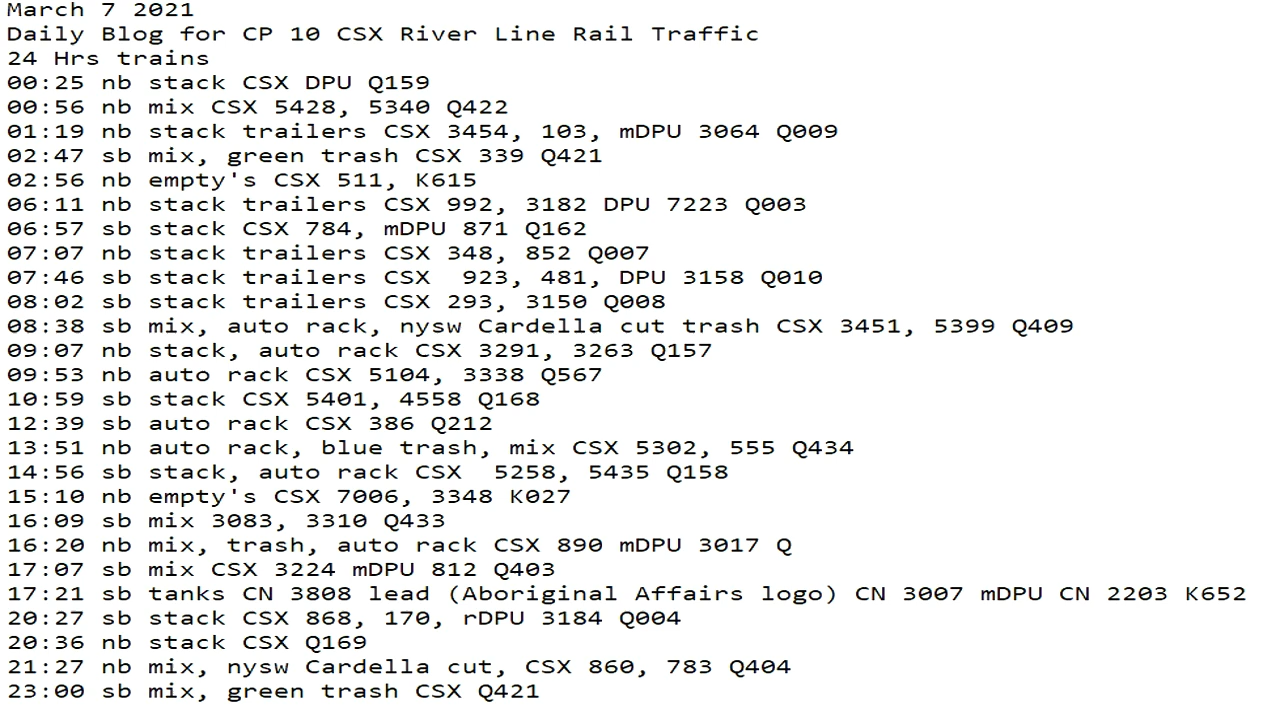 March 7 2021
Daily Blog for CP 10 CSX River Line Rail Traffic
24 Hrs trains
00:25 nb stack CSX DPU Q159
00:56 nb mix CSX 5428, 5340 Q422
01:19 nb stack trailers CSX 3454, 103, mDPU 3064 Q009
02:47 sb mix, green trash CSX 339 Q421
02:56 nb empty's CSX 511, K615
06:11 nb stack trailers CSX 992, 3182 DPU 7223 Q003
06:57 sb stack CSX 784, mDPU 871 Q162
07:07 nb stack trailers CSX 348, 852 Q007
07:46 sb stack trailers CSX  923, 481, DPU 3158 Q010
08:02 sb stack trailers CSX 293, 3150 Q008
08:38 sb mix, auto rack, nysw Cardella cut trash CSX 3451, 5399 Q409
09:07 nb stack, auto rack CSX 3291, 3263 Q157
09:53 nb auto rack CSX 5104, 3338 Q567
10:59 sb stack CSX 5401, 4558 Q168
12:39 sb auto rack CSX 386 Q212
13:51 nb auto rack, blue trash, mix CSX 5302, 555 Q434
14:56 sb stack, auto rack CSX  5258, 5435 Q158
15:10 nb empty's CSX 7006, 3348 K027
16:09 sb mix 3083, 3310 Q433
16:20 nb mix, trash, auto rack CSX 890 mDPU 3017 Q
17:07 sb mix CSX 3224 mDPU 812 Q403
17:21 sb tanks CN 3808 lead (Aboriginal Affairs logo) CN 3007 mDPU CN 2203 K652
20:27 sb stack CSX 868, 170, rDPU 3184 Q004
20:36 nb stack CSX Q169
21:27 nb mix, nysw Cardella cut, CSX 860, 783 Q404
23:00 sb mix, green trash CSX Q421